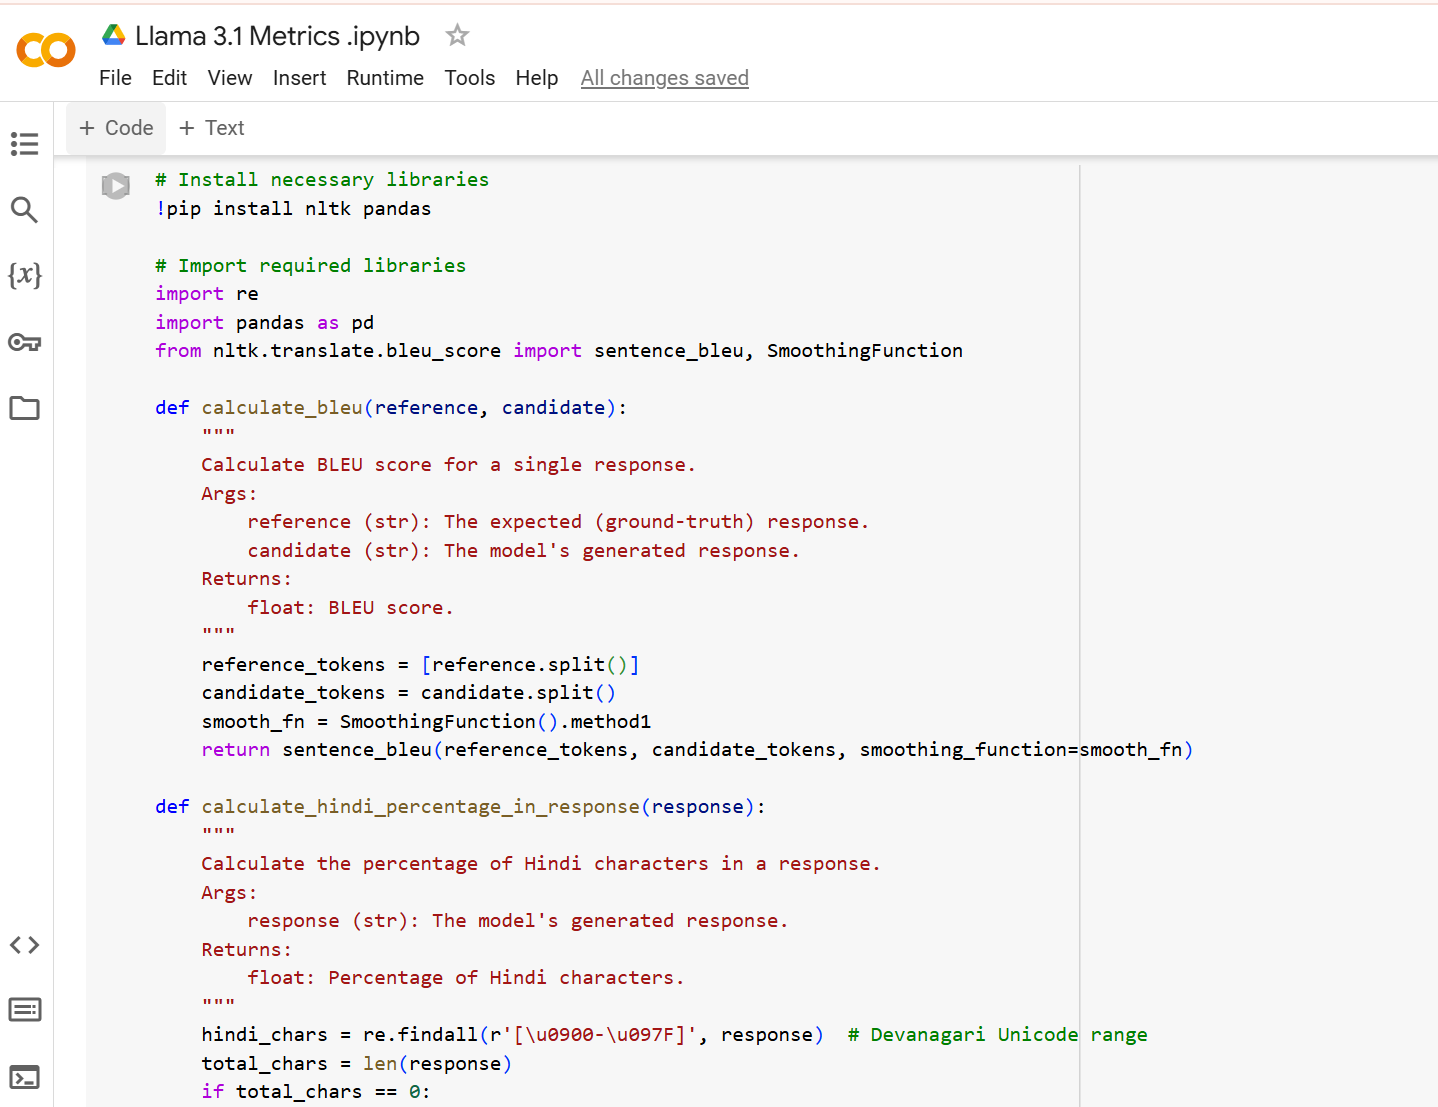 Llama 3.1 Metrics .ipynb
File Edit View Insert Runtime Tools Help All changes saved
+ Code + Text
# Install necessary libraries
!pip install nltk pandas
# Import required libraries
import re
import pandas as pd
from nltk.translate.bleu_score import sentence_bleu, SmoothingFunction
def calculate_bleu(reference, candidate):
"""
Calculate BLEU score for a single response.
Args:
reference (str): The expected (ground-truth) response.
candidate (str): The model's generated response.
Returns:
float: BLEU score.
"""
reference_tokens = [reference.split()]
candidate_tokens = candidate.split()
smooth_fn = SmoothingFunction().method1
return sentence_bleu(reference_tokens, candidate_tokens, smoothing_function=smooth_fn)
def calculate_hindi_percentage_in_response(response):
"""
Calculate the percentage of Hindi characters in a response.
Args:
response (str): The model's generated response.
Returns:
float: Percentage of Hindi characters.
"""
hindi_chars = re.findall(r'[\u0900-\u097F]', response)  # Devanagari Unicode range
total_chars = len(response)
if total_chars == 0: